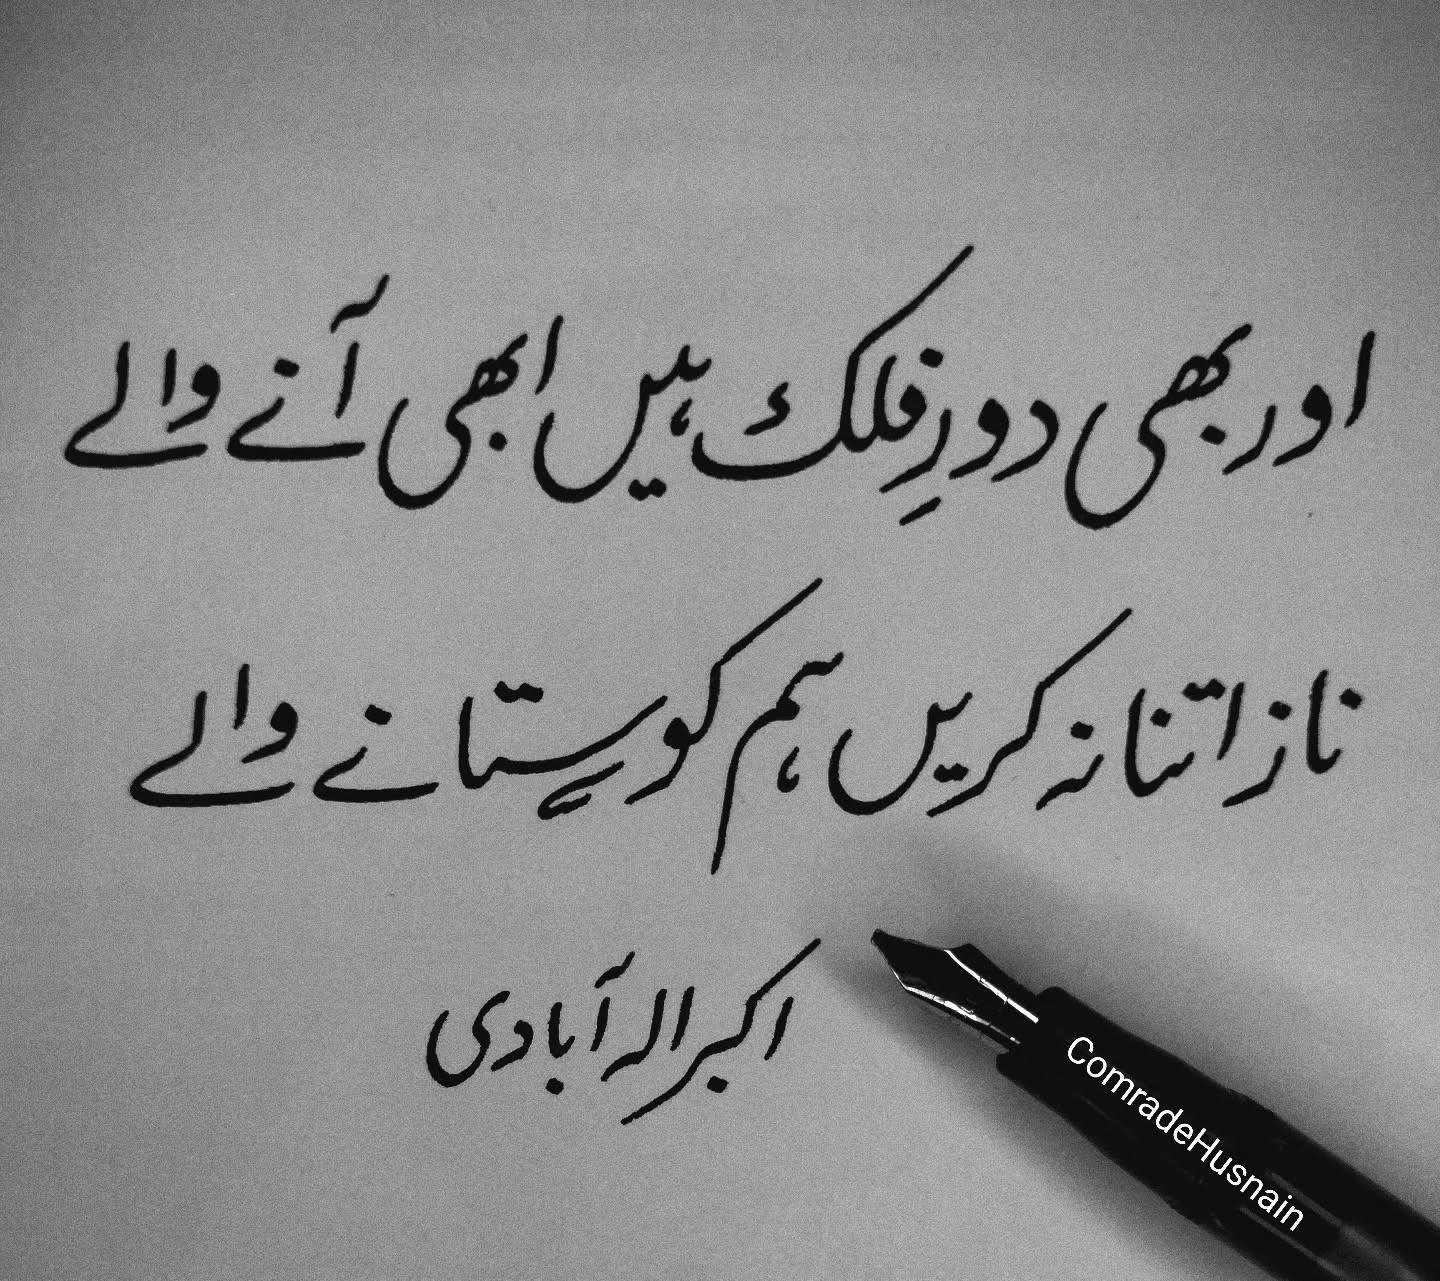 اور بھی دورِ فلک ہیں ابھی آنے والے
ناز اتنا نہ کریں ہم کو ستانے والے
اکبر الہ آبادی
ComradeHusnain